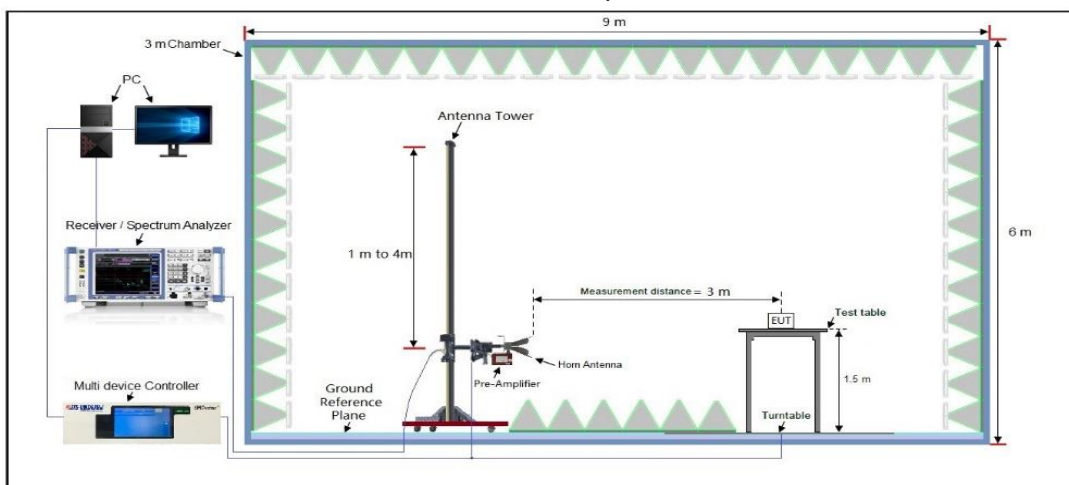 9 m
3 m Chamber
PC
Antenna Tower
Receiver / Spectrum Analyzer
1 m to 4m
6 m
Measurement distance = 3 m
EUT
Test table
Horn Antenna
Pre-Amplifier
1.5 m
Multi device Controller
Ground
Reference
Plane
Turntable